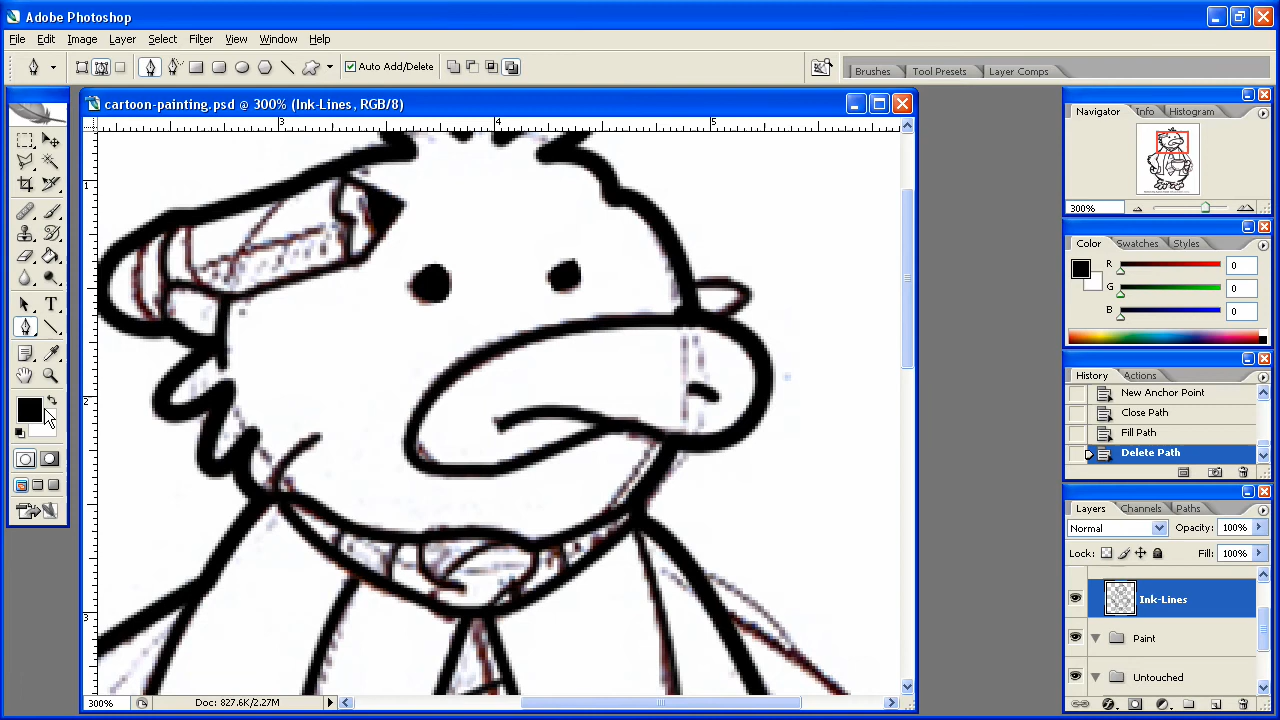 Adobe Photoshop
File Edit Image Layer Select Filter View Window Help
Auto Add/Delete
Brushes Tool Presets Layer Comps
cartoon-painting.psd @ 300% (Ink-Lines, RGB/8)
3 4 5
1
2
3
Navigator Info Histogram
300%
Color Swatches Styles
R 0
G 0
B 0
History Actions
New Anchor Point
Close Path
Fill Path
Delete Path
Layers Channels Paths
Normal Opacity: 100%
Lock: Fill: 100%
Ink-Lines
Paint
Untouched
300% Doc: 827.6K/2.27M